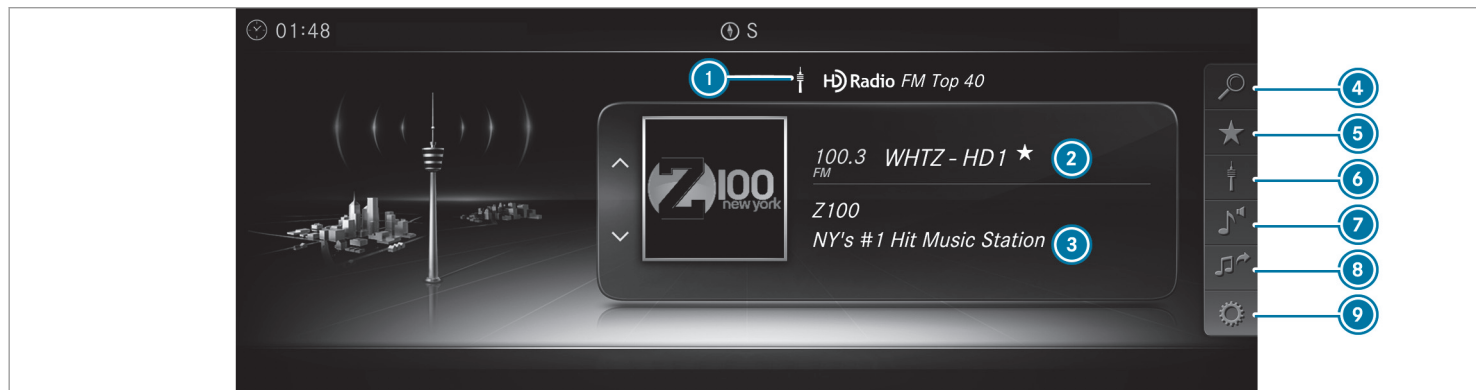 01:48
S
1
HD Radio FM Top 40
4
5
Z100
new york
100.3 WHTZ - HD1 ★
FM
2
6
Z100
NY's #1 Hit Music Station
3
7
8
9